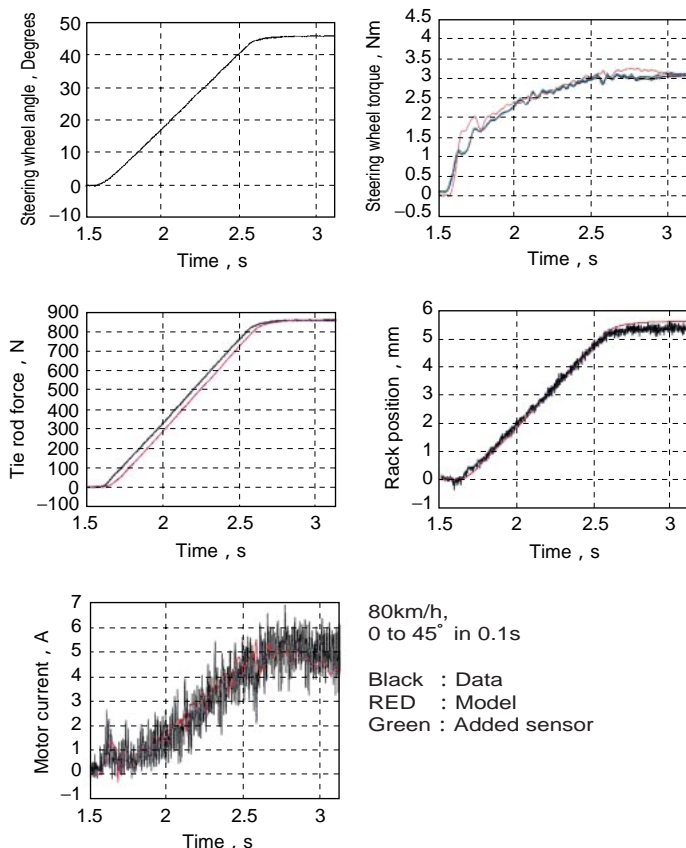 Steering wheel angle , Degrees
50
40
30
20
10
0
−10
1.5 2 2.5 3
Time , s
Steering wheel torque , Nm
4.5
4
3.5
3
2.5
2
1.5
1
0.5
0
−0.5
1.5 2 2.5 3
Time , s
Tie rod force , N
900
800
700
600
500
400
300
200
100
0
−100
1.5 2 2.5 3
Time , s
Rack position , mm
6
5
4
3
2
1
0
−1
1.5 2 2.5 3
Time , s
Motor current , A
7
6
5
4
3
2
1
0
−1
1.5 2 2.5 3
Time , s
80km/h,
0 to 45° in 0.1s
Black : Data
RED : Model
Green : Added sensor